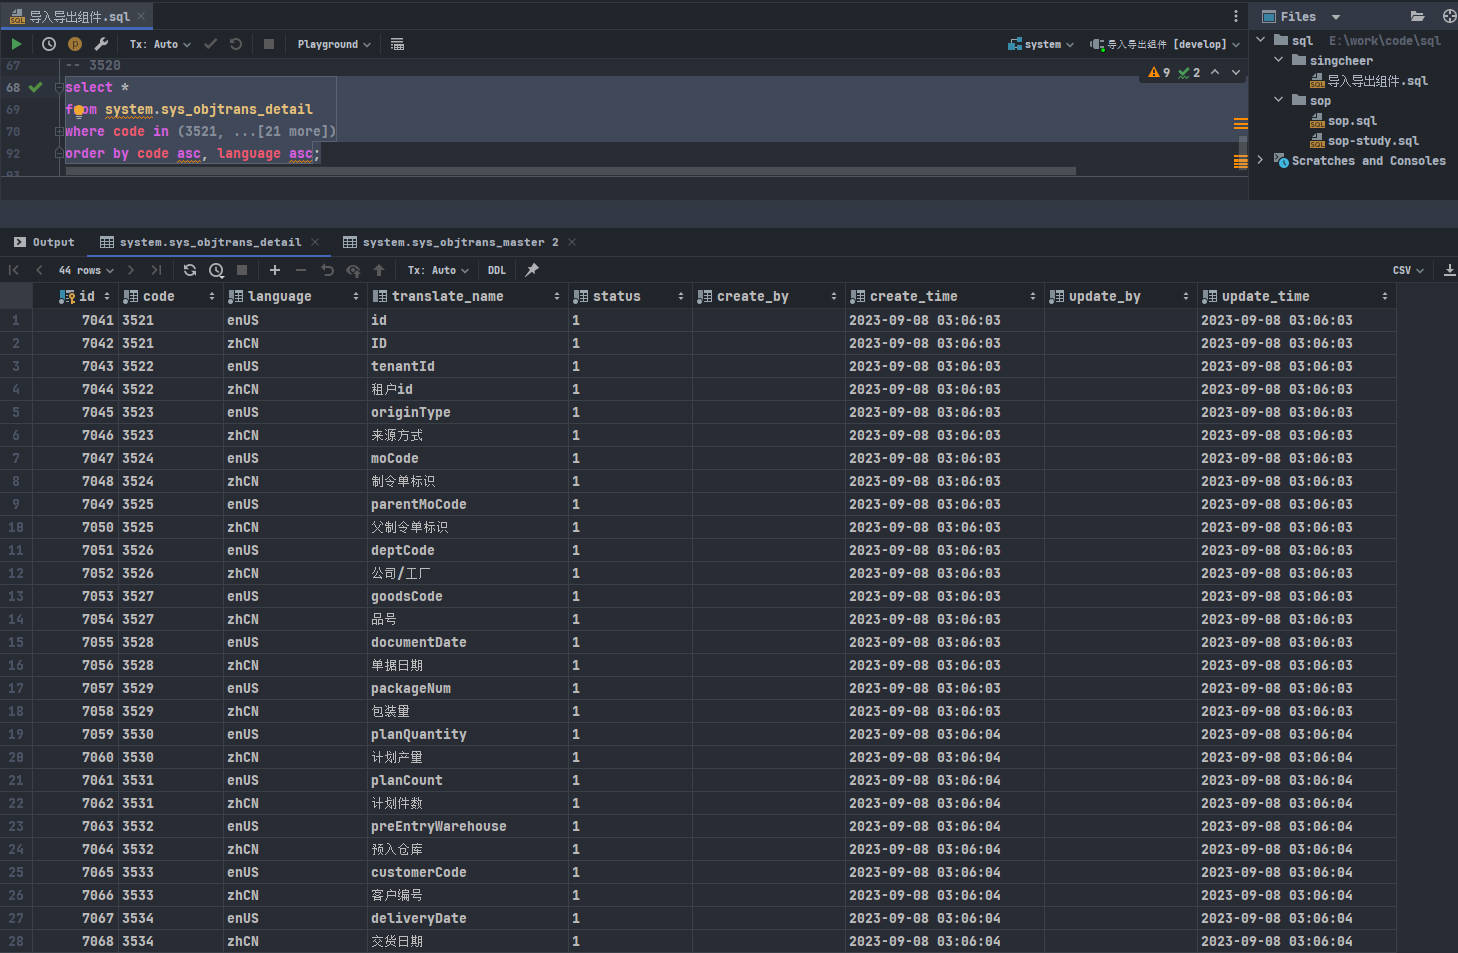 导入导出组件.sql
Files
Tx: Auto
Playground
system
导入导出组件 [develop]
sql E:\work\code\sql
singcheer
导入导出组件.sql
sop
sop.sql
sop-study.sql
Scratches and Consoles
67 -- 3520
9 2
68 select *
69 from system.sys_objtrans_detail
70 where code in (3521, ...[21 more])
92 order by code asc, language asc;
93
Output system.sys_objtrans_detail system.sys_objtrans_master 2
44 rows Tx: Auto DDL CSV
id code language translate_name status create_by create_time update_by update_time
1 7041 3521 enUS id 1 2023-09-08 03:06:03 2023-09-08 03:06:03
2 7042 3521 zhCN ID 1 2023-09-08 03:06:03 2023-09-08 03:06:03
3 7043 3522 enUS tenantId 1 2023-09-08 03:06:03 2023-09-08 03:06:03
4 7044 3522 zhCN 租户id 1 2023-09-08 03:06:03 2023-09-08 03:06:03
5 7045 3523 enUS originType 1 2023-09-08 03:06:03 2023-09-08 03:06:03
6 7046 3523 zhCN 来源方式 1 2023-09-08 03:06:03 2023-09-08 03:06:03
7 7047 3524 enUS moCode 1 2023-09-08 03:06:03 2023-09-08 03:06:03
8 7048 3524 zhCN 制令单标识 1 2023-09-08 03:06:03 2023-09-08 03:06:03
9 7049 3525 enUS parentMoCode 1 2023-09-08 03:06:03 2023-09-08 03:06:03
10 7050 3525 zhCN 父制令单标识 1 2023-09-08 03:06:03 2023-09-08 03:06:03
11 7051 3526 enUS deptCode 1 2023-09-08 03:06:03 2023-09-08 03:06:03
12 7052 3526 zhCN 公司/工厂 1 2023-09-08 03:06:03 2023-09-08 03:06:03
13 7053 3527 enUS goodsCode 1 2023-09-08 03:06:03 2023-09-08 03:06:03
14 7054 3527 zhCN 品号 1 2023-09-08 03:06:03 2023-09-08 03:06:03
15 7055 3528 enUS documentDate 1 2023-09-08 03:06:03 2023-09-08 03:06:03
16 7056 3528 zhCN 单据日期 1 2023-09-08 03:06:03 2023-09-08 03:06:03
17 7057 3529 enUS packageNum 1 2023-09-08 03:06:03 2023-09-08 03:06:03
18 7058 3529 zhCN 包装量 1 2023-09-08 03:06:03 2023-09-08 03:06:03
19 7059 3530 enUS planQuantity 1 2023-09-08 03:06:04 2023-09-08 03:06:04
20 7060 3530 zhCN 计划产量 1 2023-09-08 03:06:04 2023-09-08 03:06:04
21 7061 3531 enUS planCount 1 2023-09-08 03:06:04 2023-09-08 03:06:04
22 7062 3531 zhCN 计划件数 1 2023-09-08 03:06:04 2023-09-08 03:06:04
23 7063 3532 enUS preEntryWarehouse 1 2023-09-08 03:06:04 2023-09-08 03:06:04
24 7064 3532 zhCN 预入仓库 1 2023-09-08 03:06:04 2023-09-08 03:06:04
25 7065 3533 enUS customerCode 1 2023-09-08 03:06:04 2023-09-08 03:06:04
26 7066 3533 zhCN 客户编号 1 2023-09-08 03:06:04 2023-09-08 03:06:04
27 7067 3534 enUS deliveryDate 1 2023-09-08 03:06:04 2023-09-08 03:06:04
28 7068 3534 zhCN 交货日期 1 2023-09-08 03:06:04 2023-09-08 03:06:04